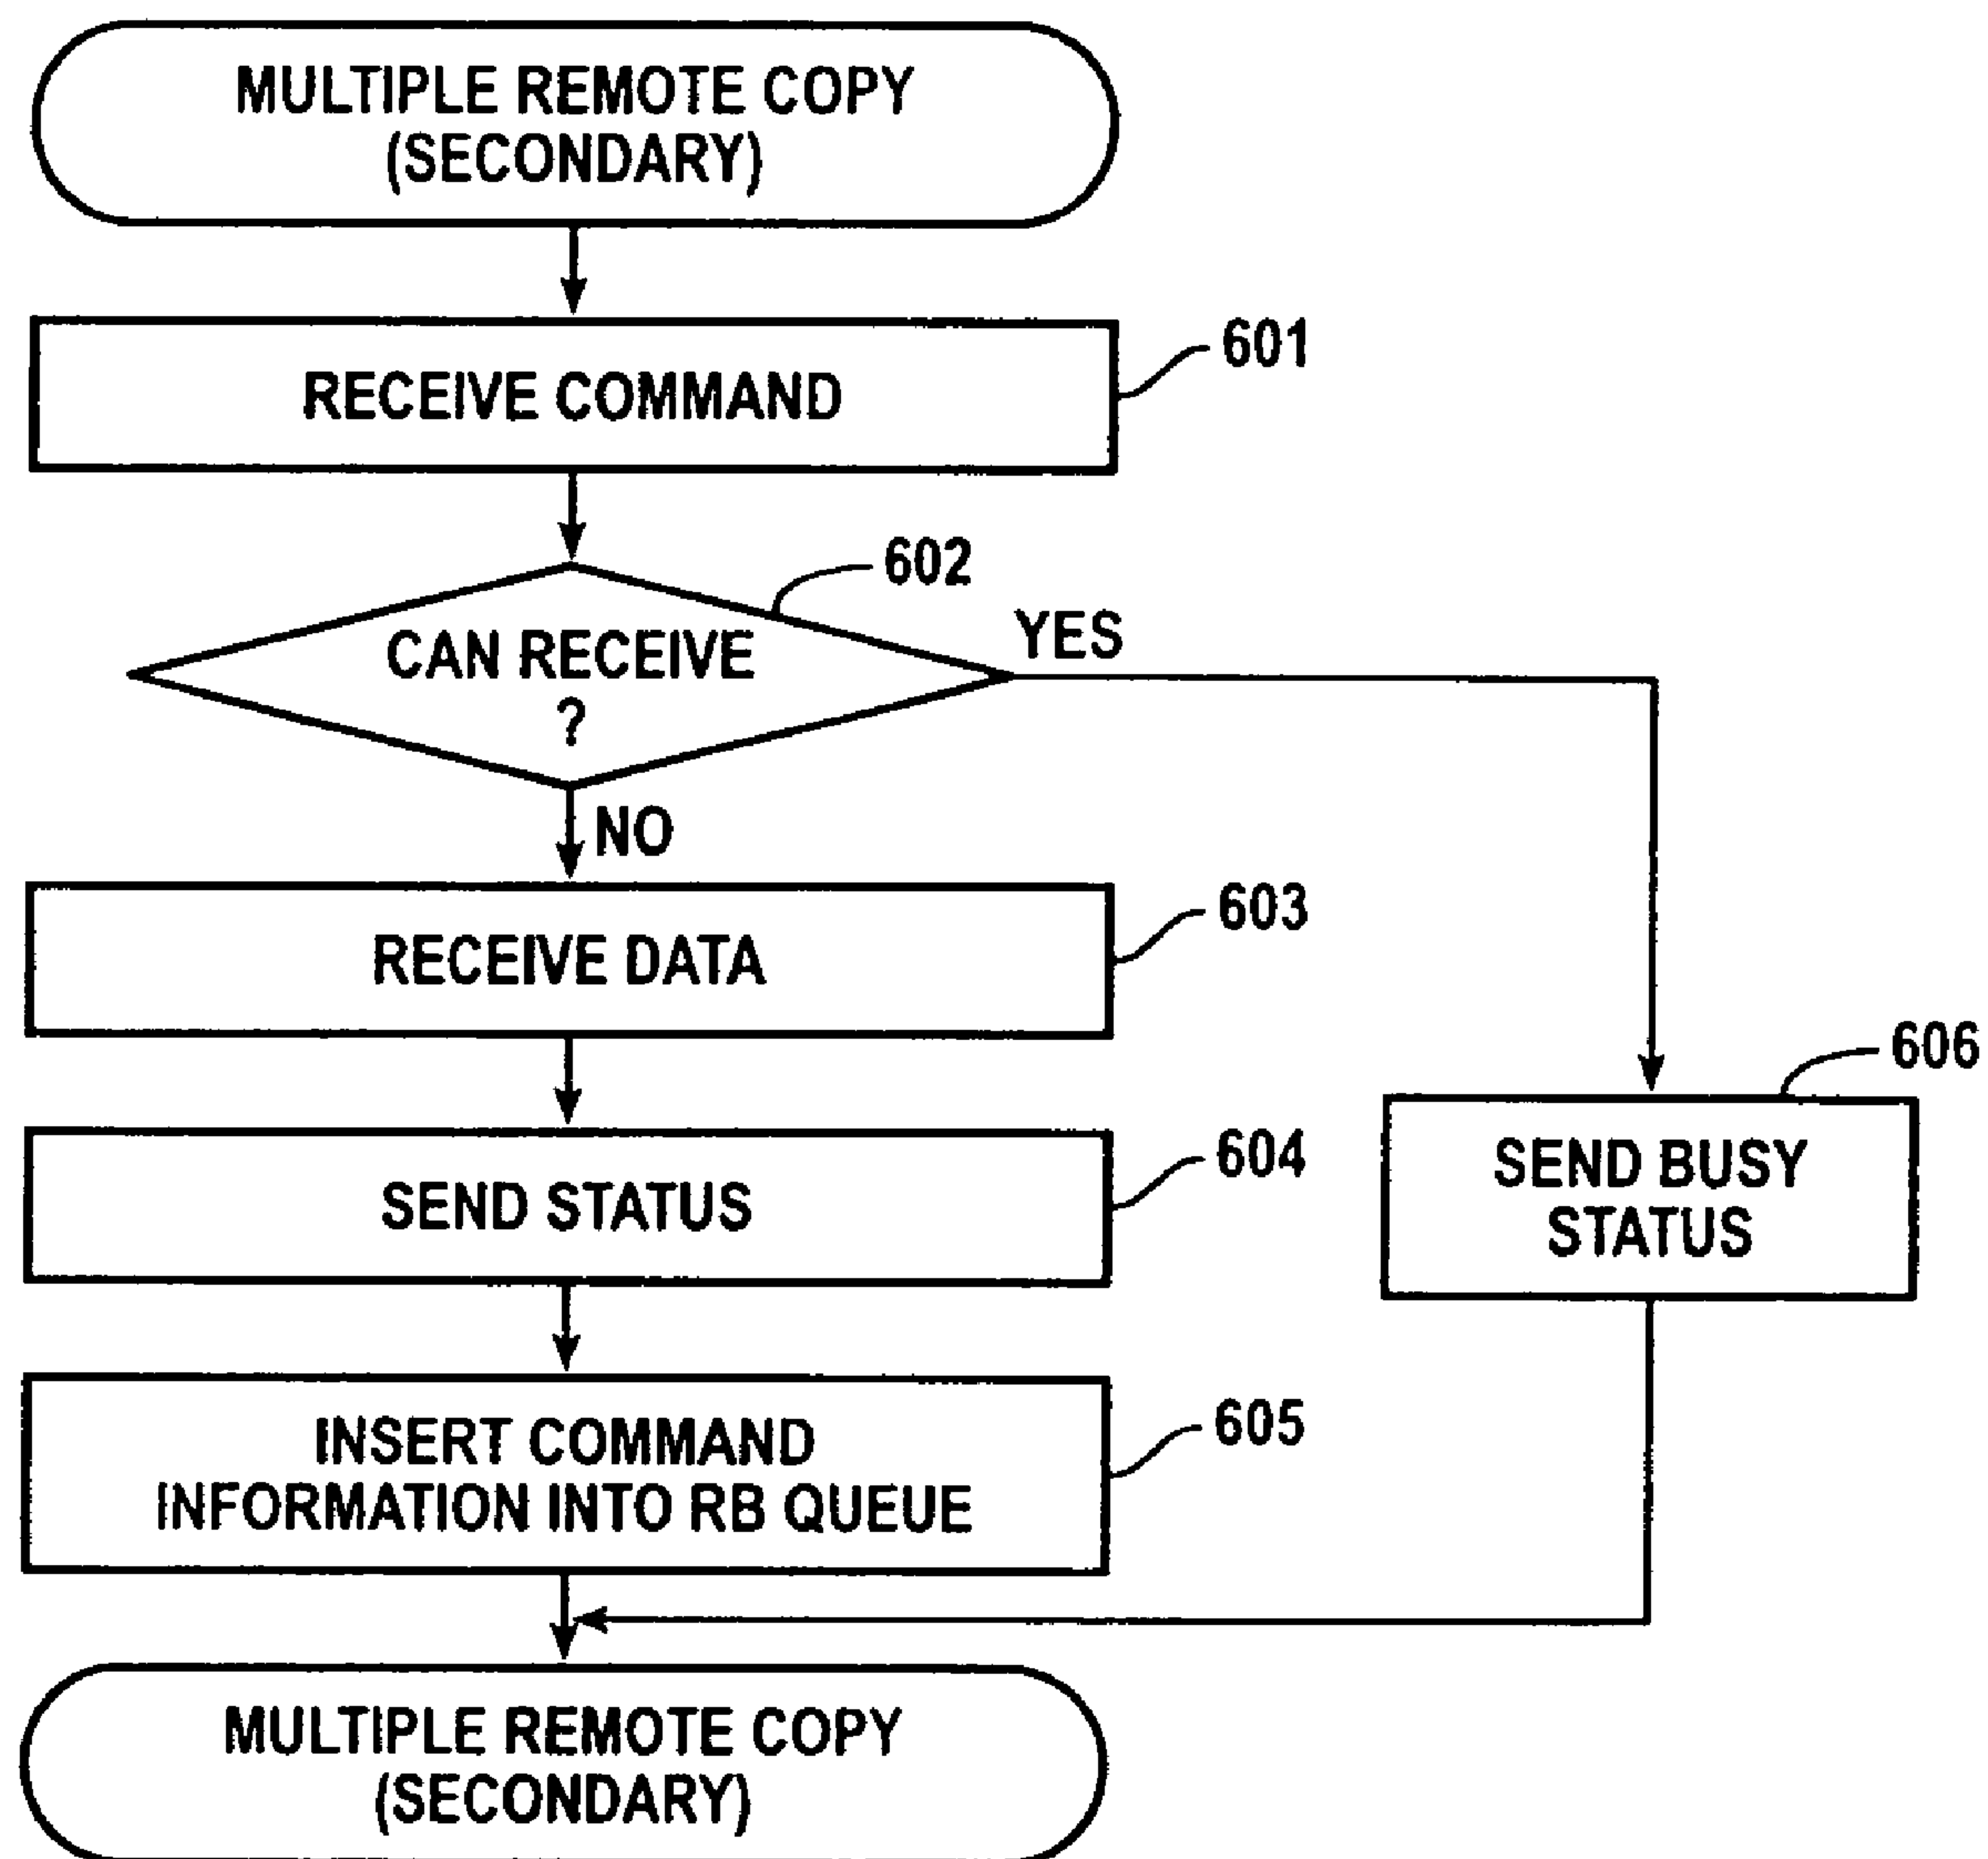 MULTIPLE REMOTE COPY
(SECONDARY)
RECEIVE COMMAND
601
602
CAN RECEIVE
?
YES
NO
RECEIVE DATA
603
SEND STATUS
604
606
SEND BUSY
STATUS
INSERT COMMAND
INFORMATION INTO RB QUEUE
605
MULTIPLE REMOTE COPY
(SECONDARY)